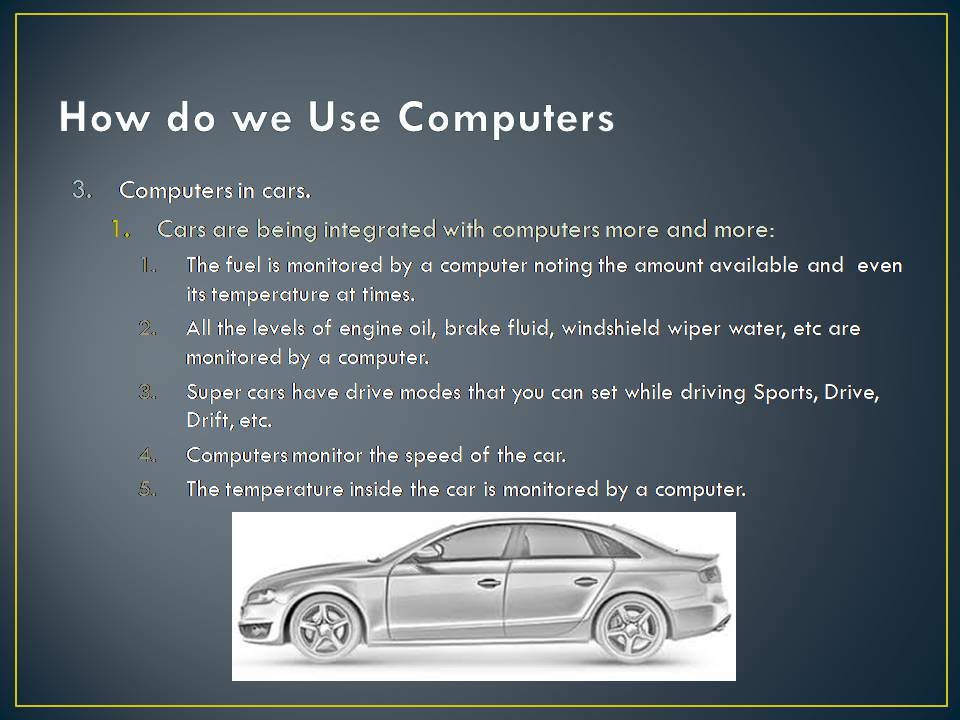 How do we Use Computers
3. Computers in cars.
1. Cars are being integrated with computers more and more:
1. The fuel is monitored by a computer noting the amount available and  even
its temperature at times.
2. All the levels of engine oil, brake fluid, windshield wiper water, etc are
monitored by a computer.
3. Super cars have drive modes that you can set while driving Sports, Drive,
Drift, etc.
4. Computers monitor the speed of the car.
5. The temperature inside the car is monitored by a computer.